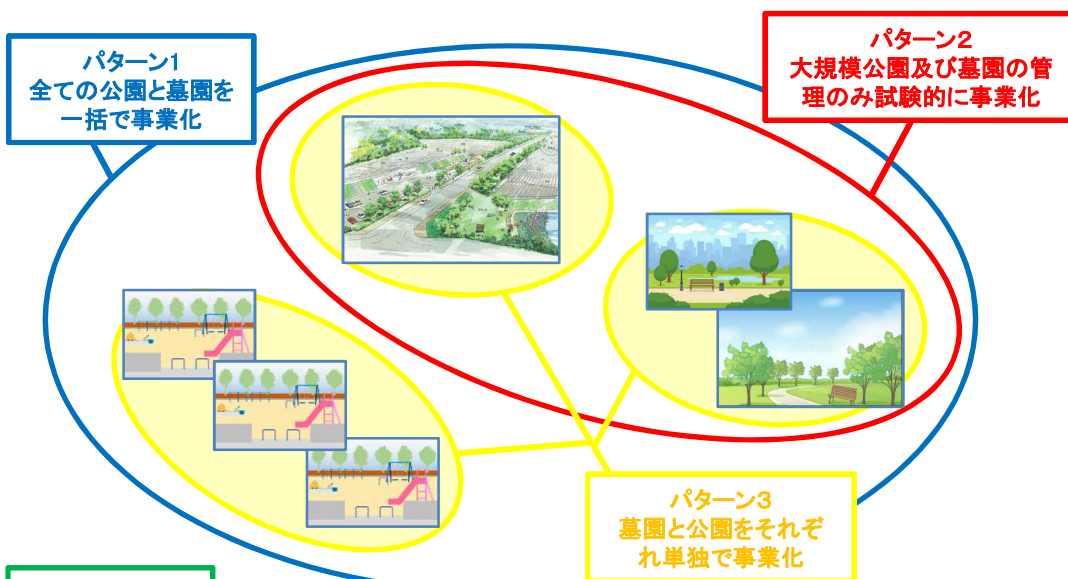 パターン1
全ての公園と墓園を
一括で事業化
パターン2
大規模公園及び墓園の管
理のみ試験的に事業化
パターン3
墓園と公園をそれぞ
れ単独で事業化